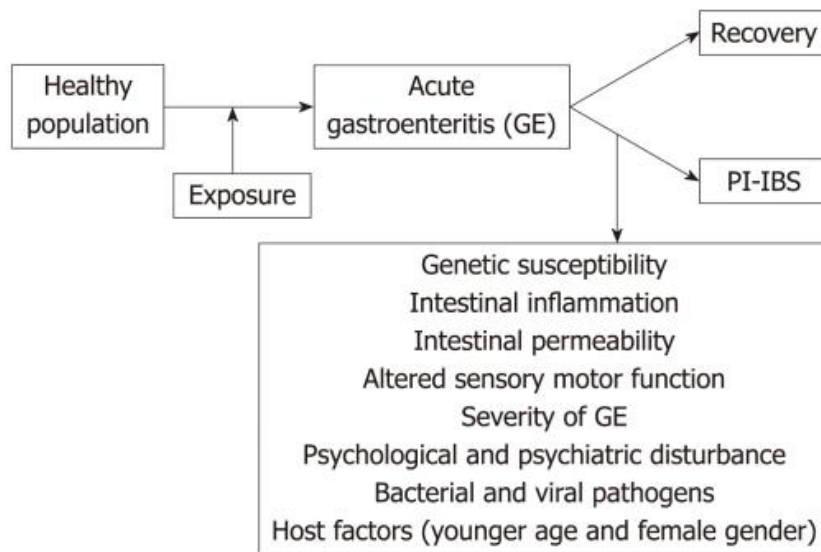 Recovery
Healthy
population
Acute
gastroenteritis (GE)
Exposure
PI-IBS
Genetic susceptibility
Intestinal inflammation
Intestinal permeability
Altered sensory motor function
Severity of GE
Psychological and psychiatric disturbance
Bacterial and viral pathogens
Host factors (younger age and female gender)